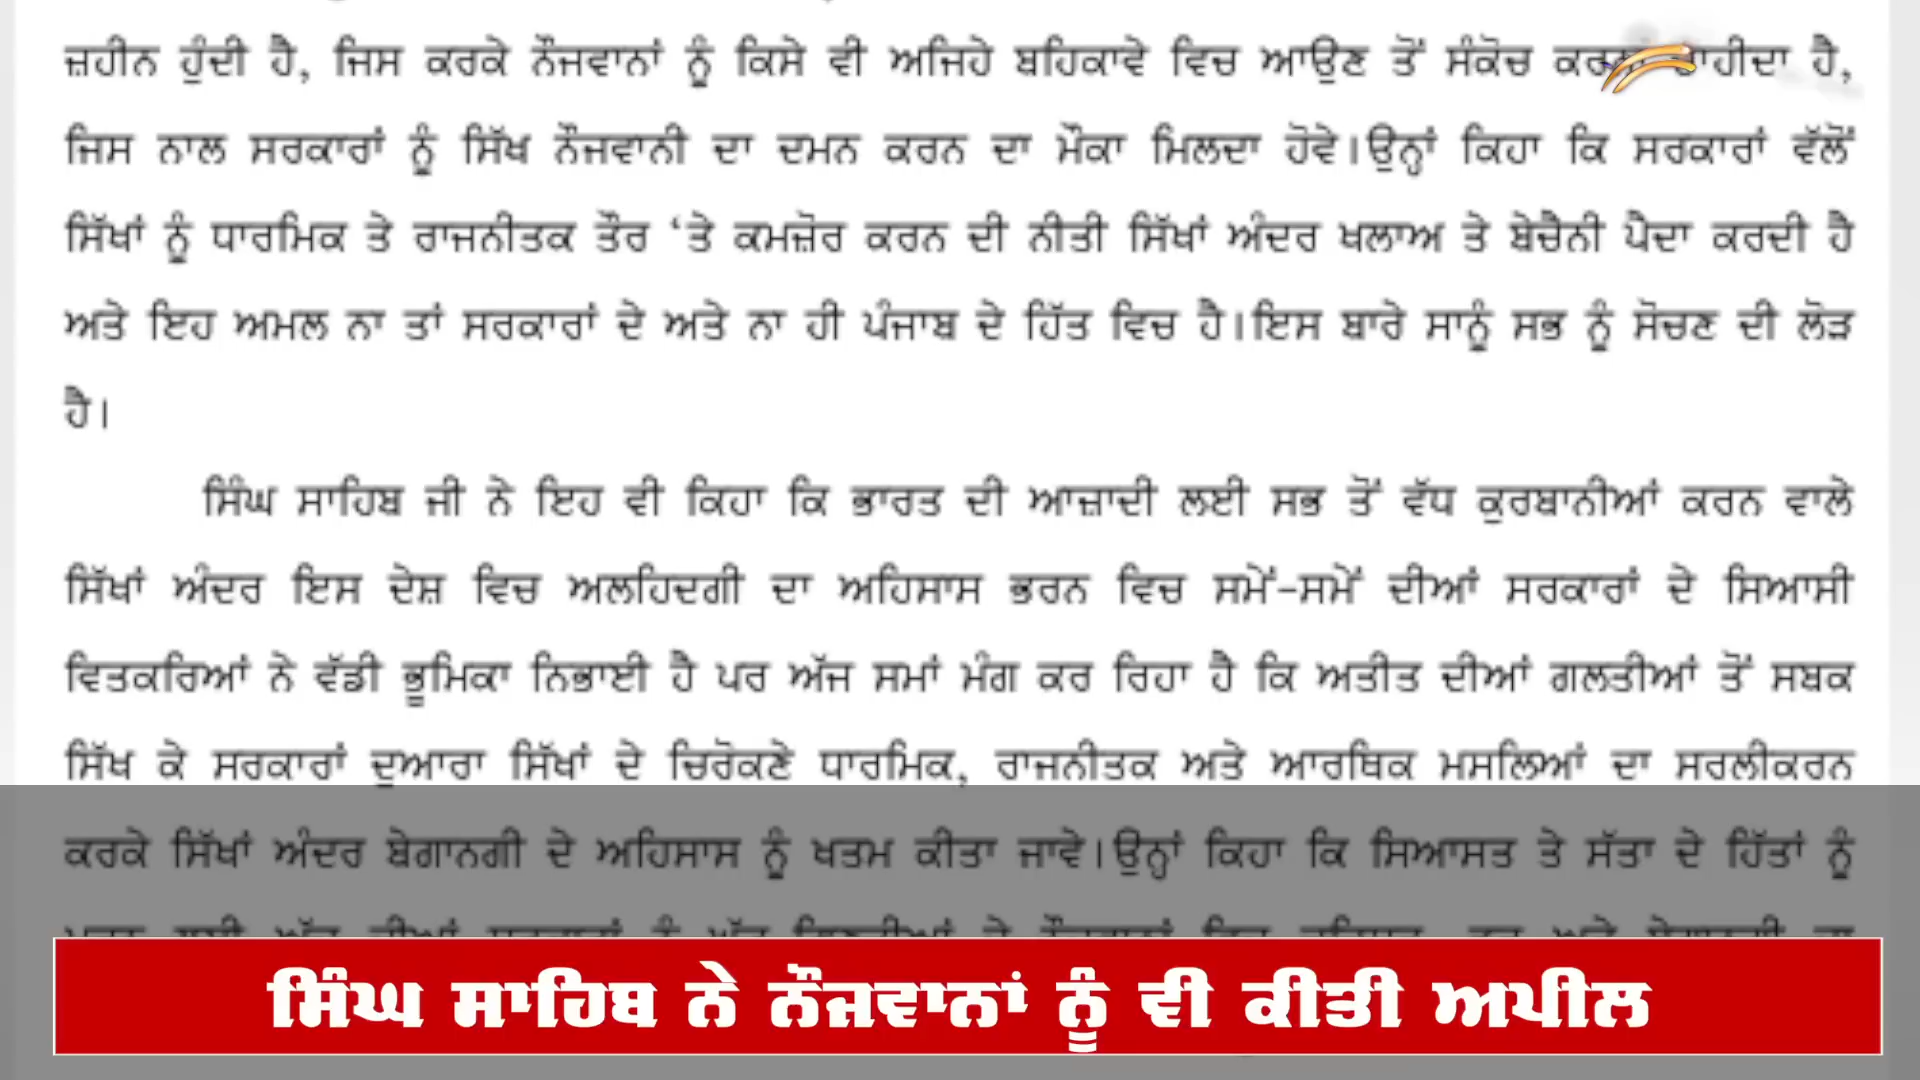 ਜ਼ਹੀਨ ਹੁੰਦੀ ਹੈ, ਜਿਸ ਕਰਕੇ ਨੌਜਵਾਨਾਂ ਨੂੰ ਕਿਸੇ ਵੀ ਅਜਿਹੇ ਬਹਿਕਾਵੇ ਵਿਚ ਆਉਣ ਤੋਂ ਸੰਕੋਚ ਹੈ,
ਜਿਸ ਨਾਲ ਸਰਕਾਰਾਂ ਨੂੰ ਸਿੱਖ ਨੌਜਵਾਨੀ ਦਾ ਦਮਨ ਕਰਨ ਦਾ ਮੌਕਾ ਮਿਲਦਾ ਹੋਵੇ।ਉਨ੍ਹਾਂ ਕਿਹਾ ਕਿ ਸਰਕਾਰਾਂ ਵੱਲੋਂ
ਸਿੱਖਾਂ ਨੂੰ ਧਾਰਮਿਕ ਤੇ ਰਾਜਨੀਤਕ ਤੌਰ ‘ਤੇ ਕਮਜ਼ੋਰ ਕਰਨ ਦੀ ਨੀਤੀ ਸਿੱਖਾਂ ਅੰਦਰ ਖਲਾਅ ਤੇ ਬੇਚੈਨੀ ਪੈਦਾ ਕਰਦੀ ਹੈ
ਅਤੇ ਇਹ ਅਮਲ ਨਾ ਤਾਂ ਸਰਕਾਰਾਂ ਦੇ ਅਤੇ ਨਾ ਹੀ ਪੰਜਾਬ ਦੇ ਹਿੱਤ ਵਿਚ ਹੈ।ਇਸ ਬਾਰੇ ਸਾਨੂੰ ਸਭ ਨੂੰ ਸੋਚਣ ਦੀ ਲੋੜ
ਹੈ।
ਸਿੰਘ ਸਾਹਿਬ ਜੀ ਨੇ ਇਹ ਵੀ ਕਿਹਾ ਕਿ ਭਾਰਤ ਦੀ ਆਜ਼ਾਦੀ ਲਈ ਸਭ ਤੋਂ ਵੱਧ ਕੁਰਬਾਨੀਆਂ ਕਰਨ ਵਾਲੇ
ਸਿੱਖਾਂ ਅੰਦਰ ਇਸ ਦੇਸ਼ ਵਿਚ ਅਲਹਿਦਗੀ ਦਾ ਅਹਿਸਾਸ ਭਰਨ ਵਿਚ ਸਮੇਂ-ਸਮੇਂ ਦੀਆਂ ਸਰਕਾਰਾਂ ਦੇ ਸਿਆਸੀ
ਵਿਤਕਰਿਆਂ ਨੇ ਵੱਡੀ ਭੂਮਿਕਾ ਨਿਭਾਈ ਹੈ ਪਰ ਅੱਜ ਸਮਾਂ ਮੰਗ ਕਰ ਰਿਹਾ ਹੈ ਕਿ ਅਤੀਤ ਦੀਆਂ ਗਲਤੀਆਂ ਤੋਂ ਸਬਕ
ਸਿੱਖ ਕੇ ਸਰਕਾਰਾਂ ਦੁਆਰਾ ਸਿੱਖਾਂ ਦੇ ਚਿਰੋਕਣੇ ਧਾਰਮਿਕ, ਰਾਜਨੀਤਕ ਅਤੇ ਆਰਥਿਕ ਮਸਲਿਆਂ ਦਾ ਸਰਲੀਕਰਨ
ਕਰਕੇ ਸਿੱਖਾਂ ਅੰਦਰ ਬੇਗਾਨਗੀ ਦੇ ਅਹਿਸਾਸ ਨੂੰ ਖਤਮ ਕੀਤਾ ਜਾਵੇ।ਉਨ੍ਹਾਂ ਕਿਹਾ ਕਿ ਸਿਆਸਤ ਤੇ ਸੱਤਾ ਦੇ ਹਿੱਤਾਂ ਨੂੰ
ਸਿੰਘ ਸਾਹਿਬ ਨੇ ਨੌਜਵਾਨਾਂ ਨੂੰ ਵੀ ਕੀਤੀ ਅਪੀਲ